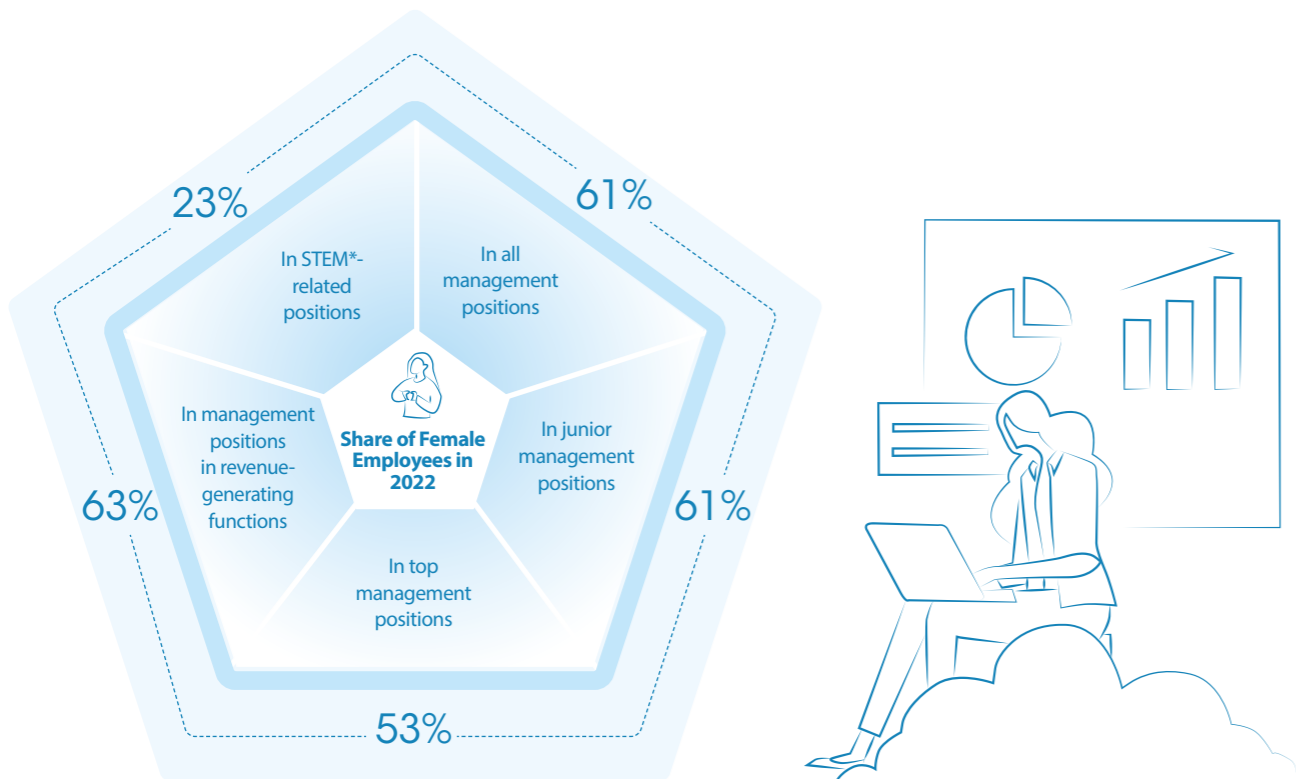 23%
61%
In STEM*-
related
positions
In all
management
positions
In management
positions
in revenue-
generating
functions
63%
Share of Female
Employees in
2022
In junior
management
positions
61%
In top
management
positions
53%